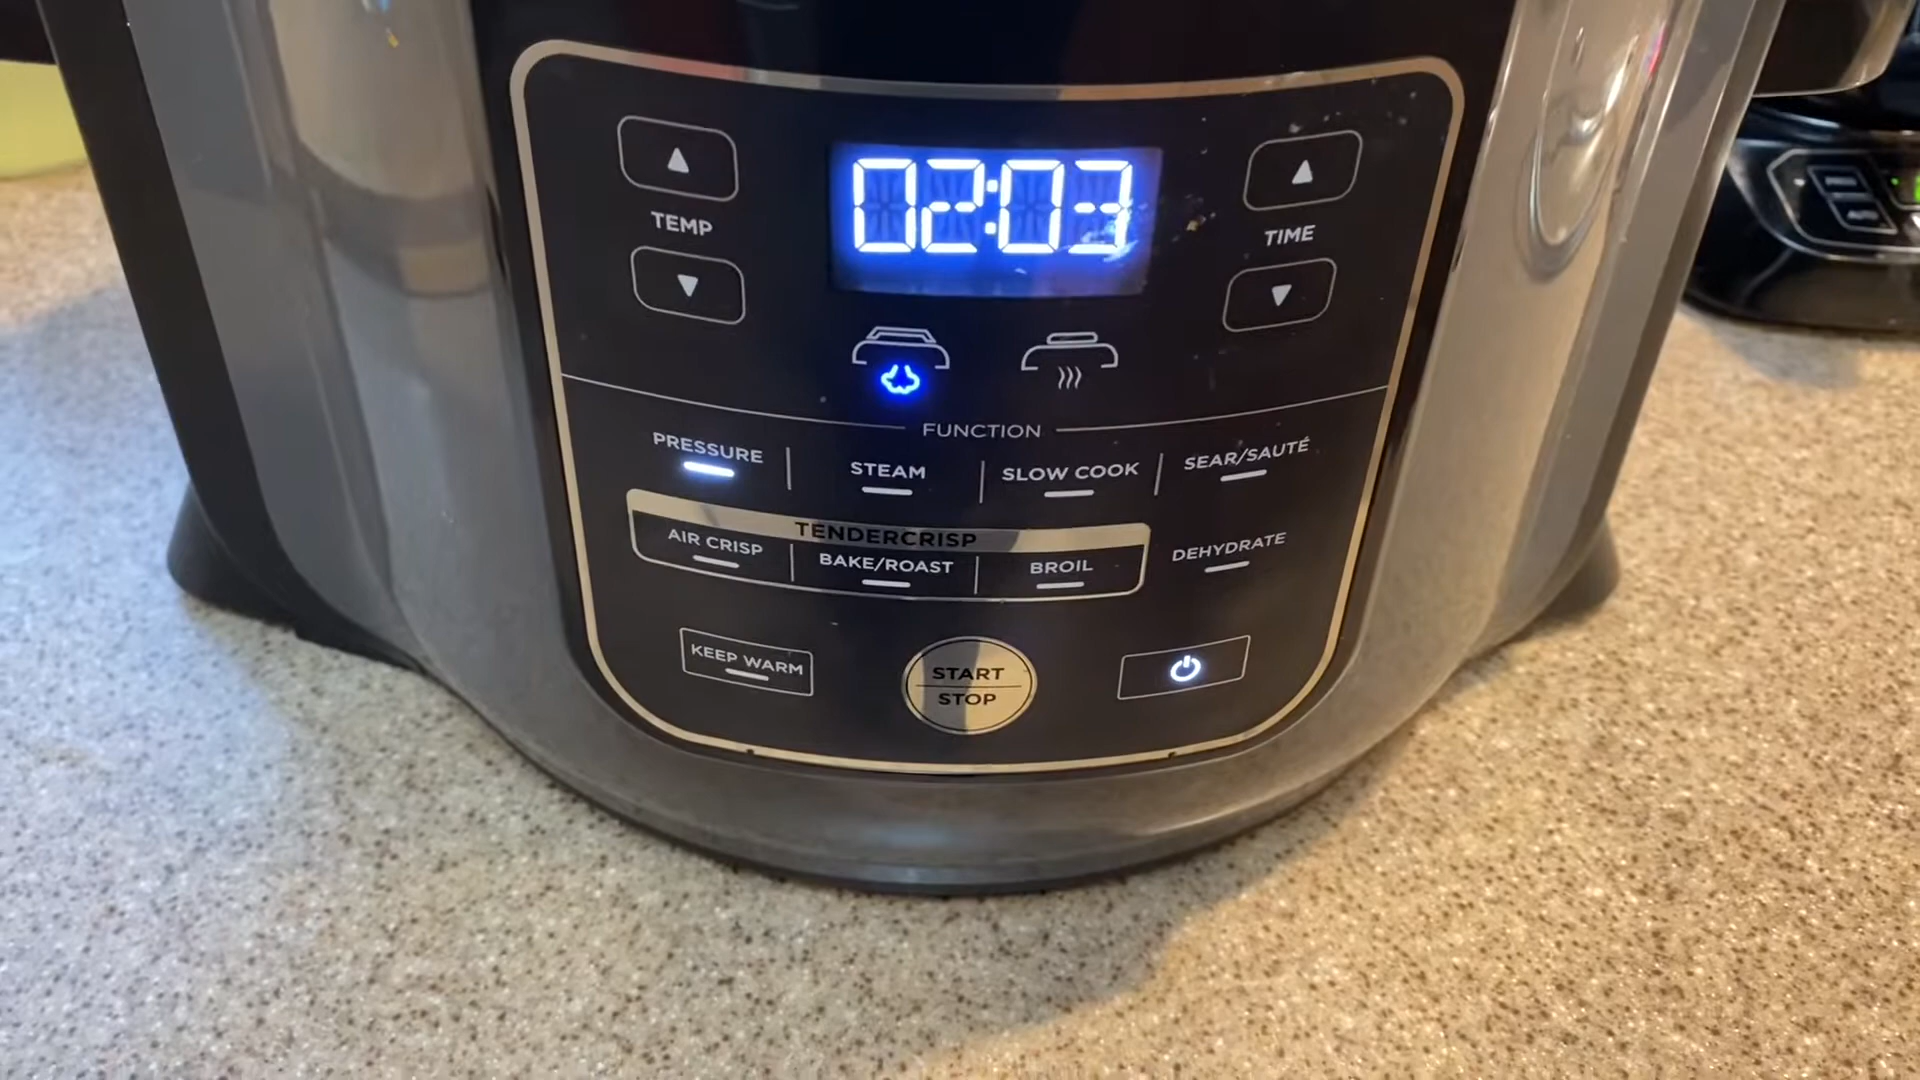 02:03
TEMP
TIME
FUNCTION
PRESSURE
STEAM
SLOW COOK
SEAR/SAUTÉ
TENDERCRISP
AIR CRISP
BAKE/ROAST
BROIL
DEHYDRATE
KEEP WARM
START
STOP